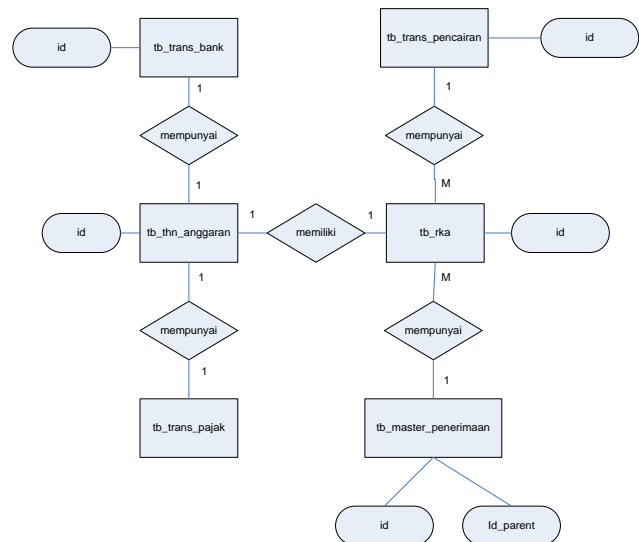 id
tb_trans_bank
tb_trans_pencairan
id
1
1
mempunyai
mempunyai
1
M
id
tb_thn_anggaran
1
memiliki
1
tb_rka
id
1
M
mempunyai
mempunyai
1
1
tb_trans_pajak
tb_master_penerimaan
id
Id_parent